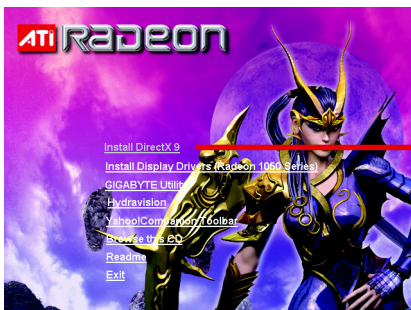 ATI RADEON
Install DirectX 9
Install Display Drivers (Radeon 1050 Series)
GIGABYTE Utility
Hydravision
Yahoo!Companion Toolbar
Browse this CD
Readme
Exit